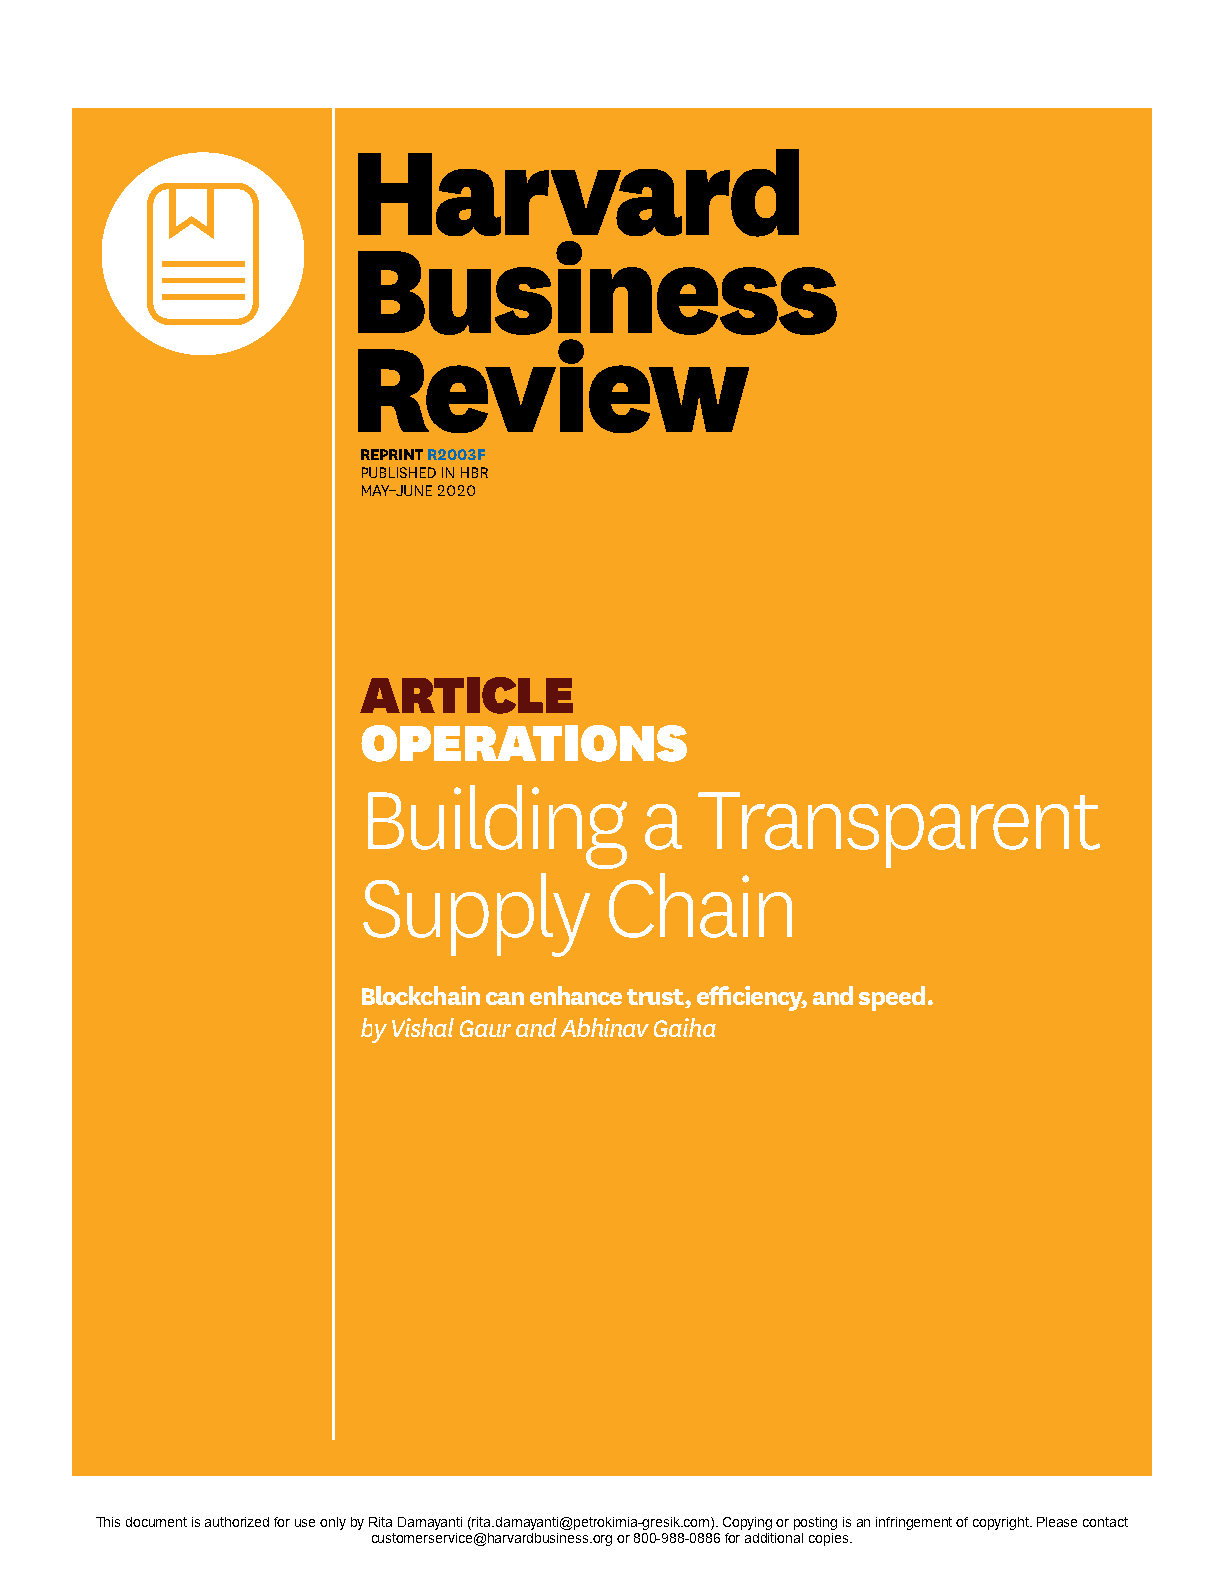 Harvard
Business
Review
REPRINT R2003F
PUBLISHED IN HBR
MAY–JUNE 2020
ARTICLE
OPERATIONS
Building a Transparent
Supply Chain
Blockchain can enhance trust, efficiency, and speed.
by Vishal Gaur and Abhinav Gaiha
This document is authorized for use only by Rita Damayanti (rita.damayanti@petrokimia-gresik.com). Copying or posting is an infringement of copyright. Please contact
customerservice@harvardbusiness.org or 800-988-0886 for additional copies.